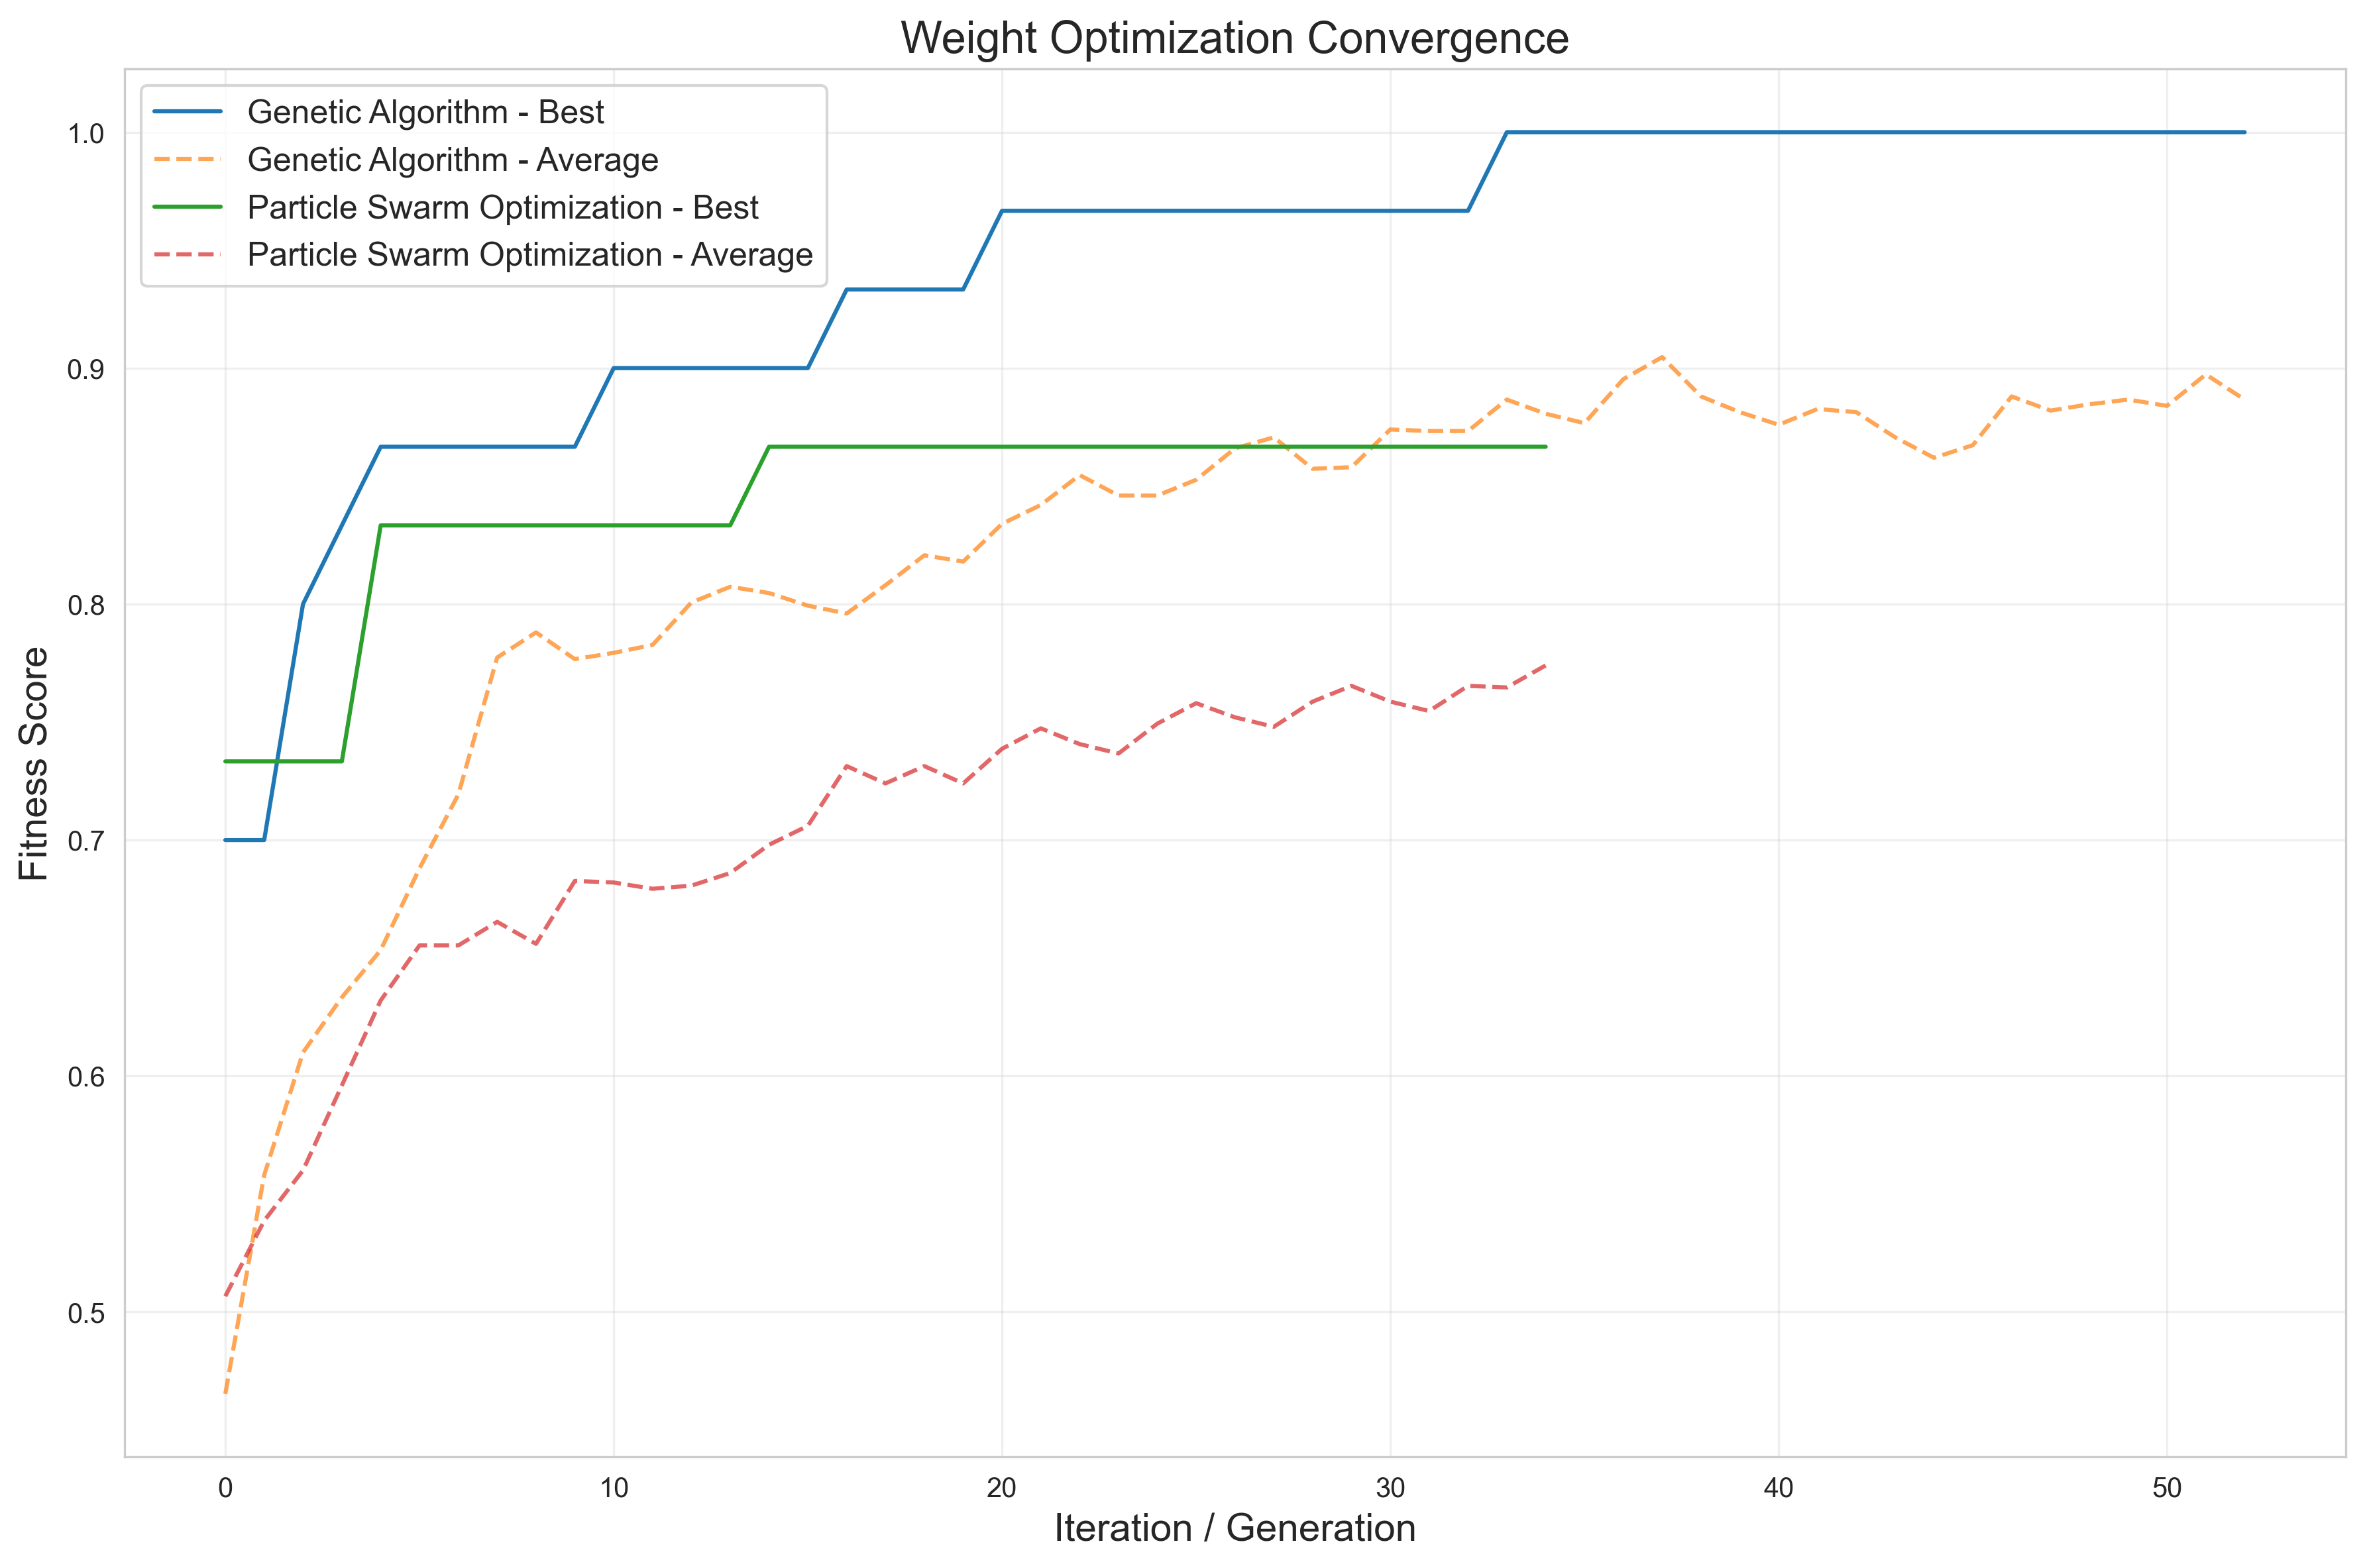 Weight Optimization Convergence
Genetic Algorithm - Best
Genetic Algorithm - Average
Particle Swarm Optimization - Best
Particle Swarm Optimization - Average
Fitness Score
1.0
0.9
0.8
0.7
0.6
0.5
0 10 20 30 40 50
Iteration / Generation